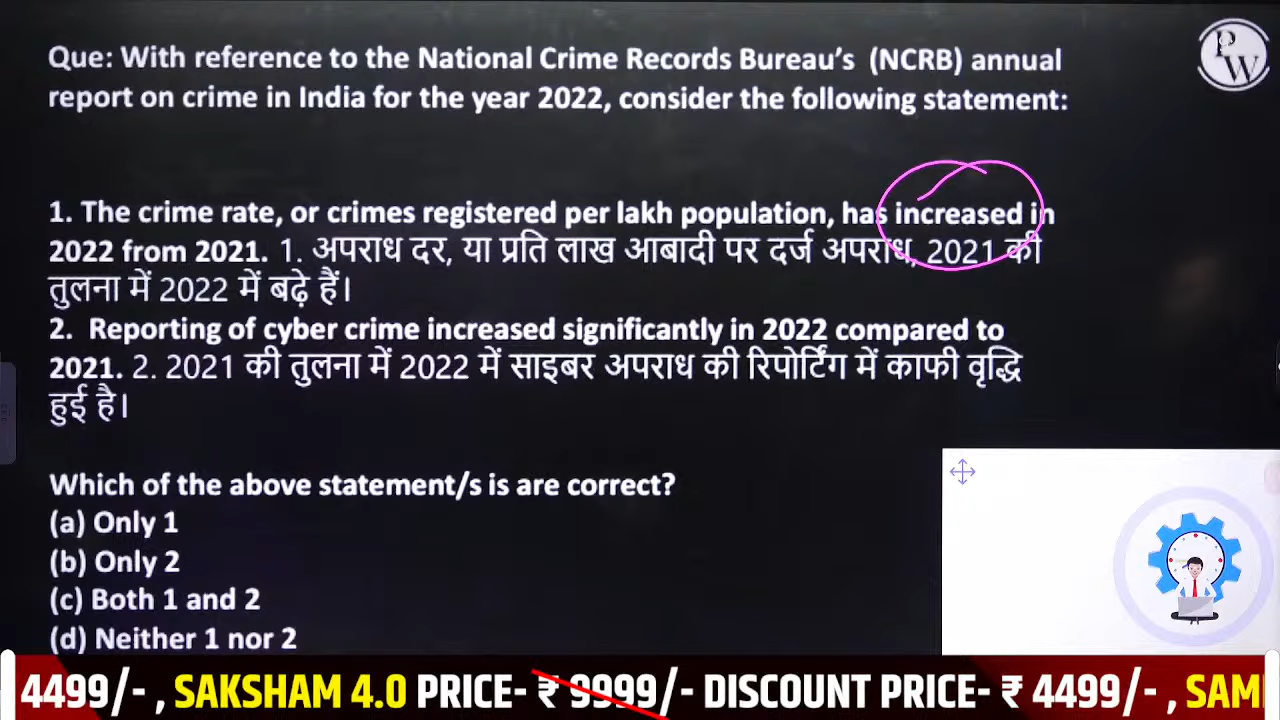 Que: With reference to the National Crime Records Bureau’s (NCRB) annual
report on crime in India for the year 2022, consider the following statement:
1. The crime rate, or crimes registered per lakh population, has increased in
2022 from 2021. 1. अपराध दर, या प्रति लाख आबादी पर दर्ज अपराध, 2021 की
तुलना में 2022 में बढ़े हैं।
2. Reporting of cyber crime increased significantly in 2022 compared to
2021. 2. 2021 की तुलना में 2022 में साइबर अपराध की रिपोर्टिंग में काफी वृद्धि
हुई है।
Which of the above statement/s is are correct?
(a) Only 1
(b) Only 2
(c) Both 1 and 2
(d) Neither 1 nor 2
PW
4499/- , SAKSHAM 4.0 PRICE- ₹ 9999/- DISCOUNT PRICE- ₹ 4499/- , SAM